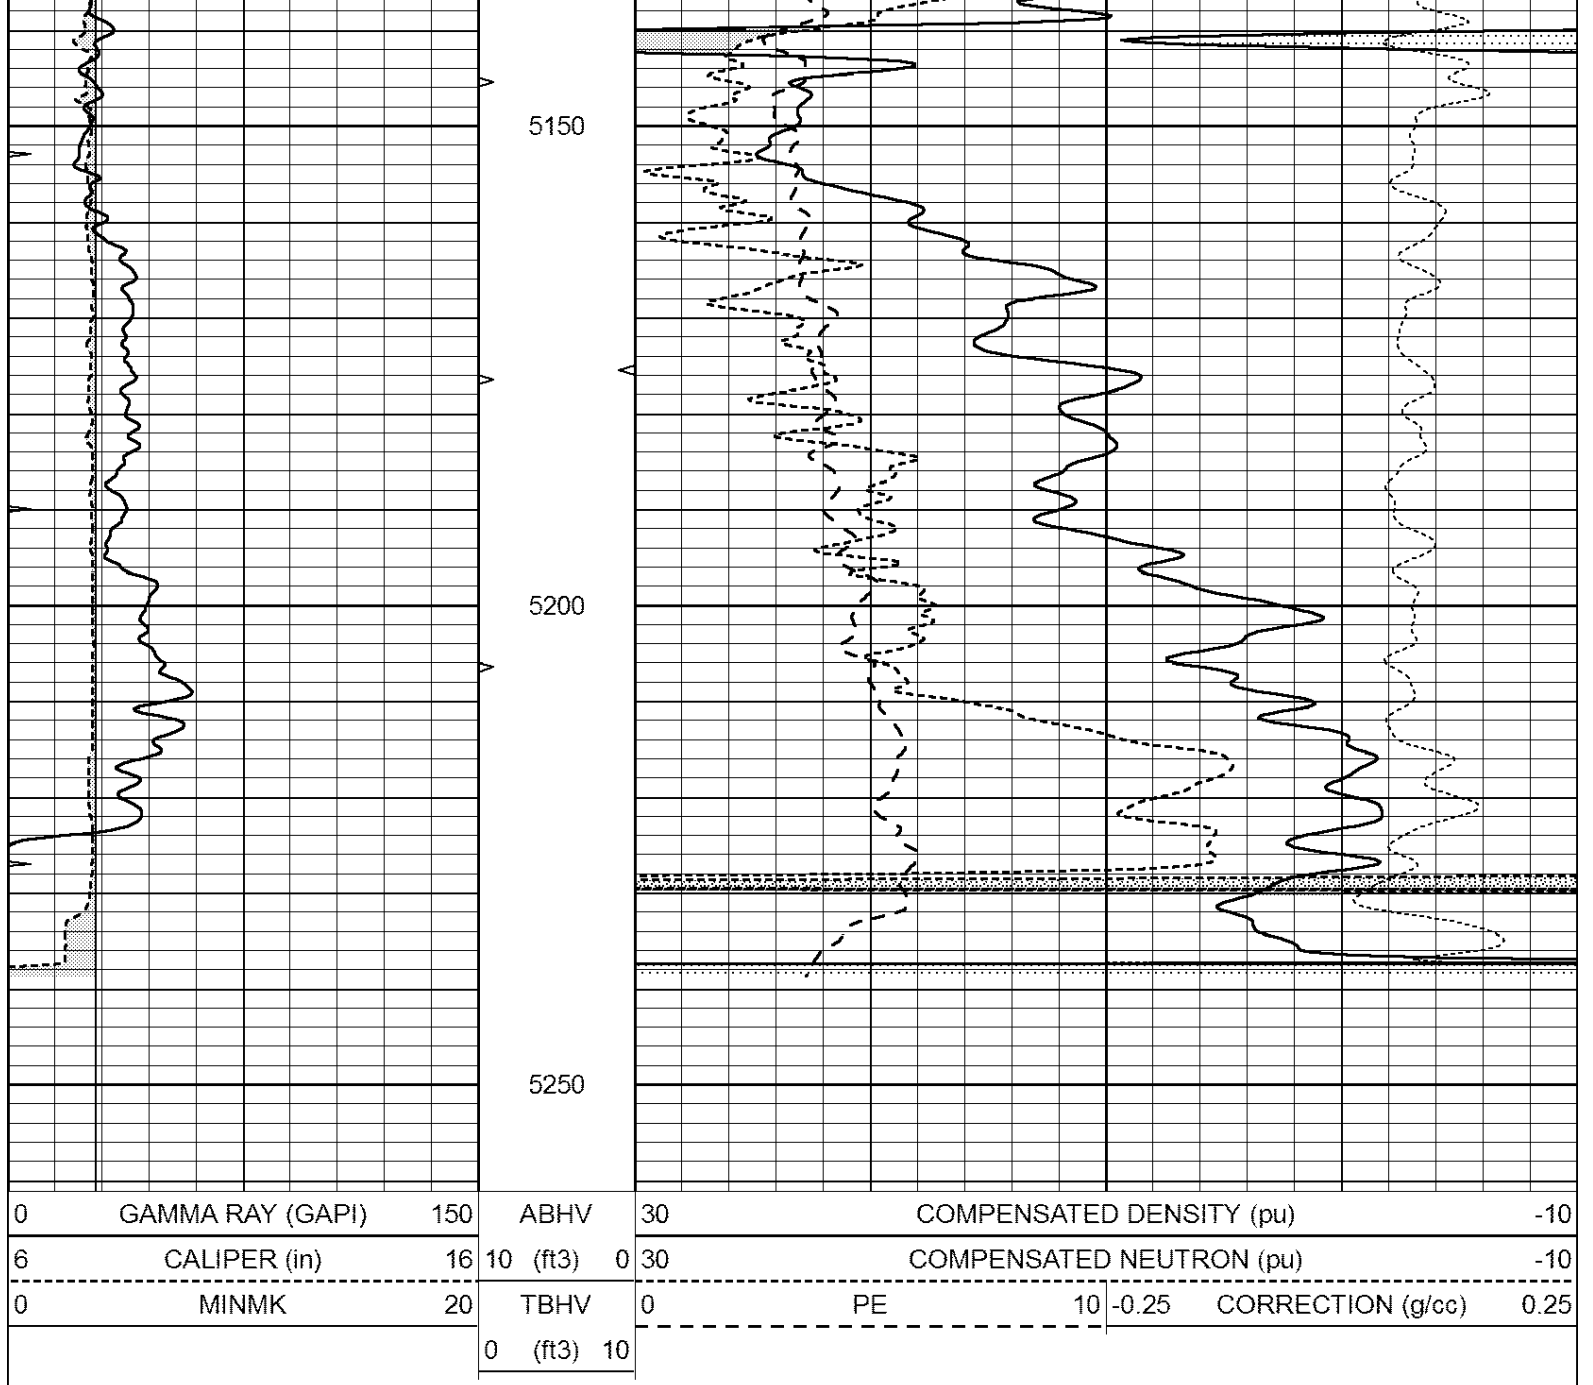 5150
5200
5250
0 GAMMA RAY (GAPI) 150 ABHV 30 COMPENSATED DENSITY (pu) -10
6 CALIPER (in) 16 10 (ft3) 0 30 COMPENSATED NEUTRON (pu) -10
0 MINMK 20 TBHV 0 PE 10 -0.25 CORRECTION (g/cc) 0.25
0 (ft3) 10